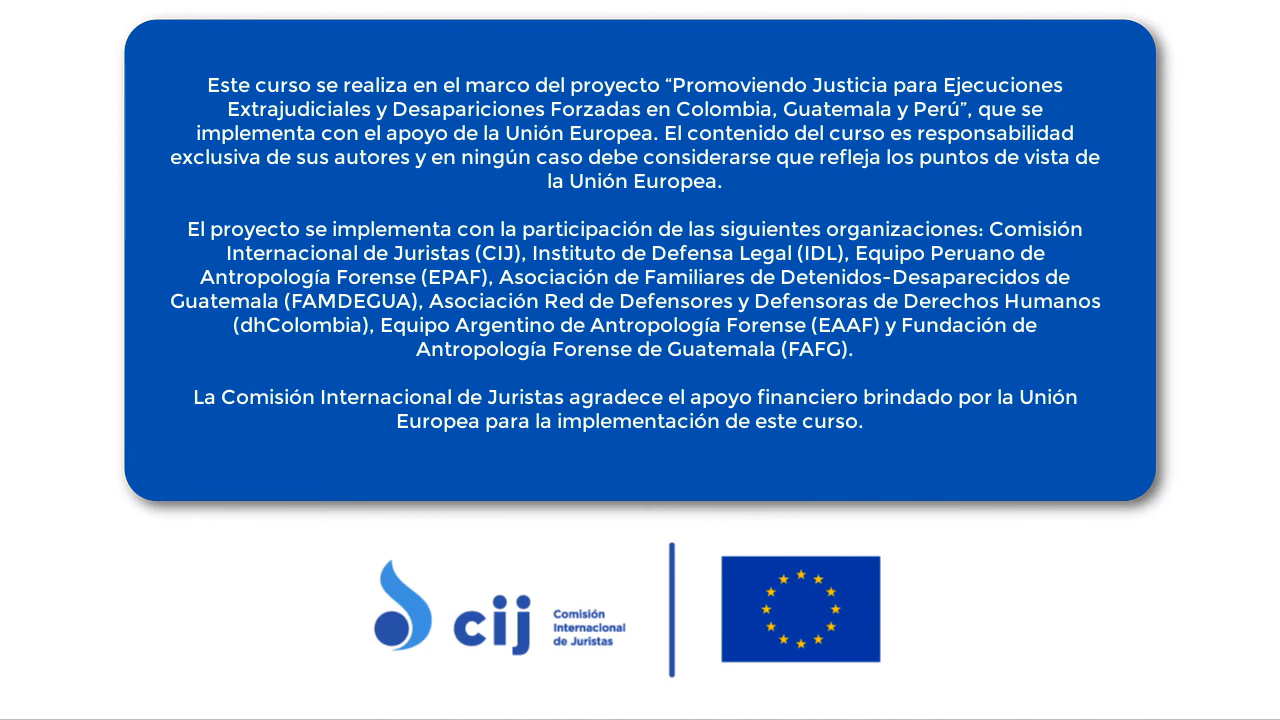 Este curso se realiza en el marco del proyecto “Promoviendo Justicia para Ejecuciones
Extrajudiciales y Desapariciones Forzadas en Colombia, Guatemala y Perú”, que se
implementa con el apoyo de la Unión Europea. El contenido del curso es responsabilidad
exclusiva de sus autores y en ningún caso debe considerarse que refleja los puntos de vista de
la Unión Europea.
El proyecto se implementa con la participación de las siguientes organizaciones: Comisión
Internacional de Juristas (CIJ), Instituto de Defensa Legal (IDL), Equipo Peruano de
Antropología Forense (EPAF), Asociación de Familiares de Detenidos-Desaparecidos de
Guatemala (FAMDEGUA), Asociación Red de Defensores y Defensoras de Derechos Humanos
(dhColombia), Equipo Argentino de Antropología Forense (EAAF) y Fundación de
Antropología Forense de Guatemala (FAFG).
La Comisión Internacional de Juristas agradece el apoyo financiero brindado por la Unión
Europea para la implementación de este curso.
cij
Comisión
Internacional
de Juristas